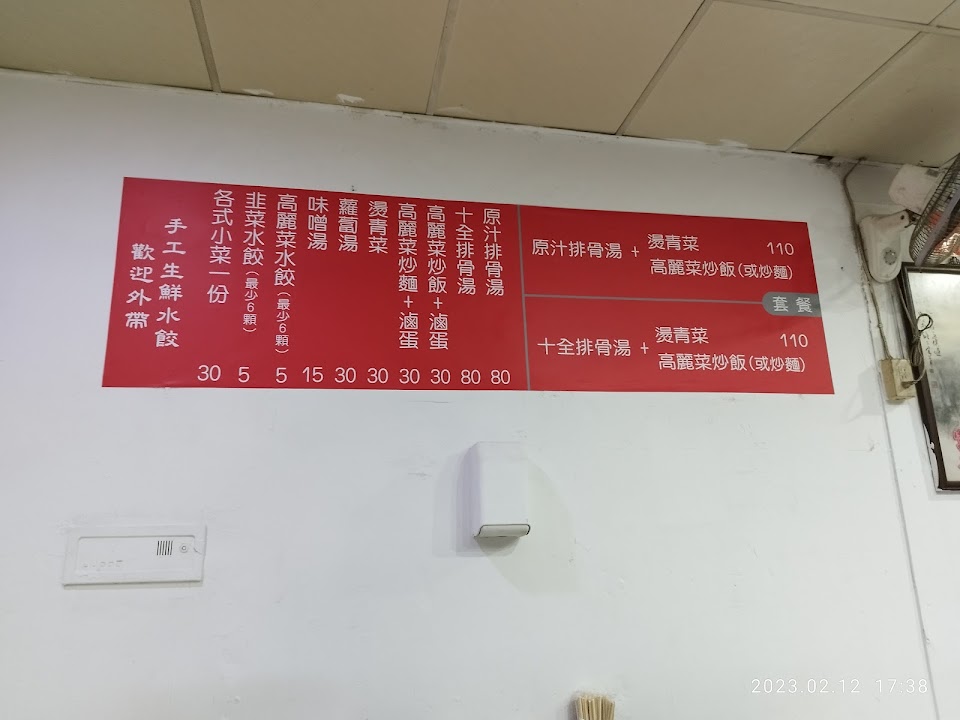 原汁排骨湯 80
十全排骨湯 80
高麗菜炒飯+滷蛋 30
高麗菜炒麵+滷蛋 30
燙青菜 30
蘿蔔湯 30
味噌湯 15
高麗菜水餃(最少6顆) 5
韭菜水餃(最少6顆) 5
各式小菜一份 30
手工生鮮水餃
歡迎外帶
原汁排骨湯 + 燙青菜 110
高麗菜炒飯(或炒麵)
套餐
十全排骨湯 + 燙青菜 110
高麗菜炒飯(或炒麵)
2023.02.12 17:38